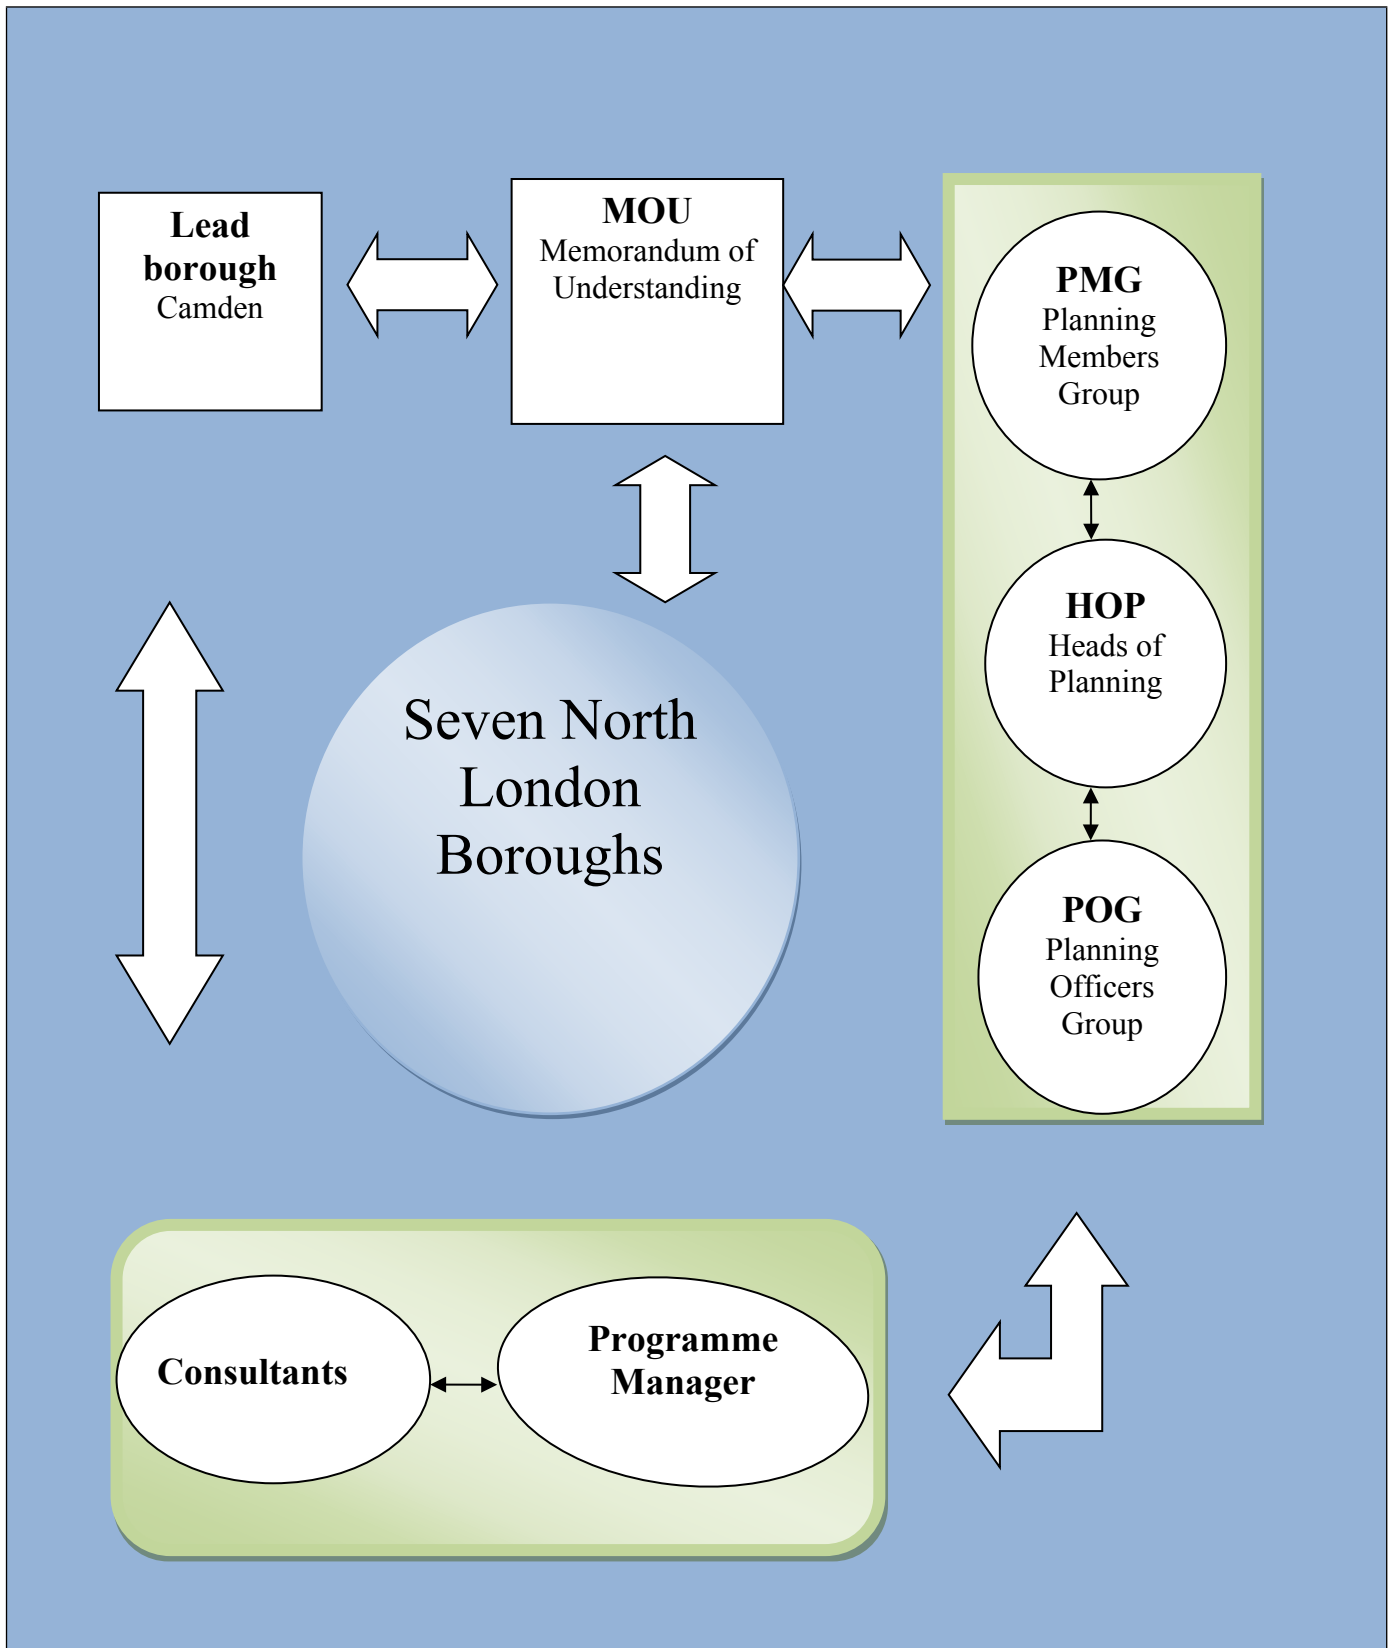 Lead
borough
Camden
MOU
Memorandum of
Understanding
PMG
Planning
Members
Group
HOP
Heads of
Planning
POG
Planning
Officers
Group
Seven North
London
Boroughs
Consultants
Programme
Manager